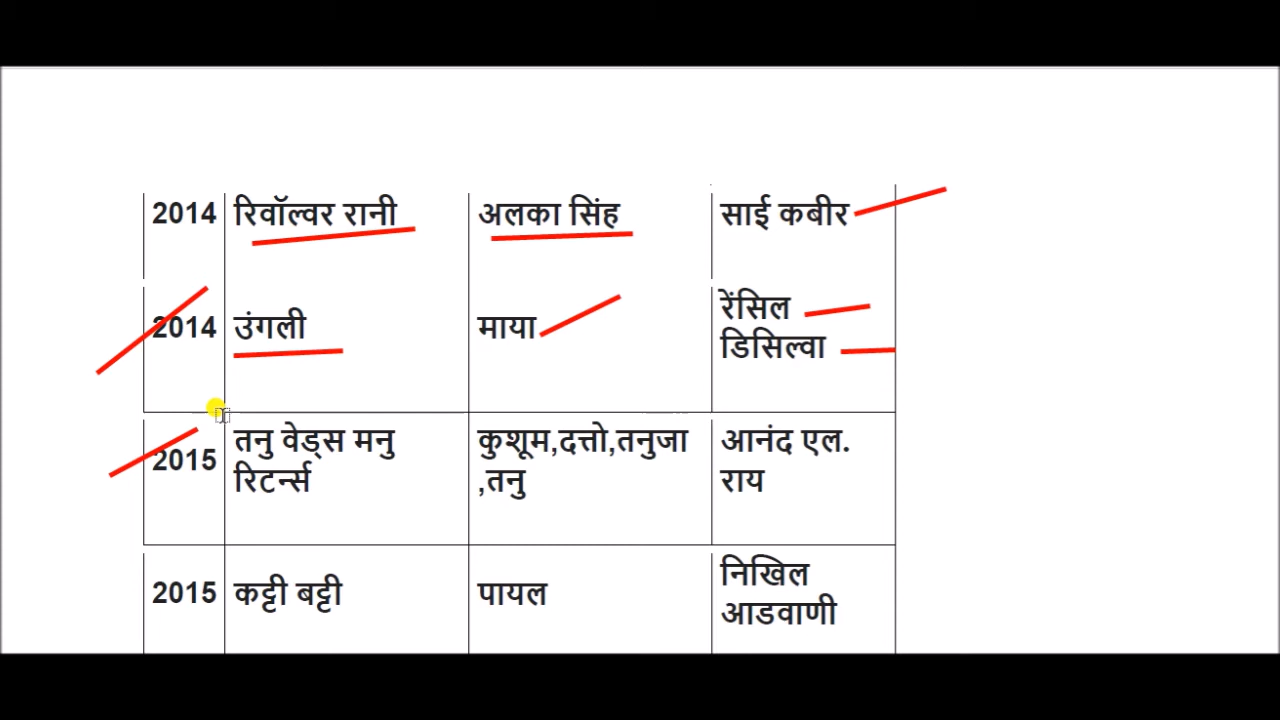 2014 रिवॉल्वर रानी अलका सिंह साई कबीर
2014 उंगली माया रेंसिल
डिसिल्वा
2015 तनु वेड्स मनु कुशूम,दत्तो,तनुजा आनंद एल.
रिटर्न्स ,तनु राय
2015 कट्टी बट्टी पायल निखिल
आडवाणी